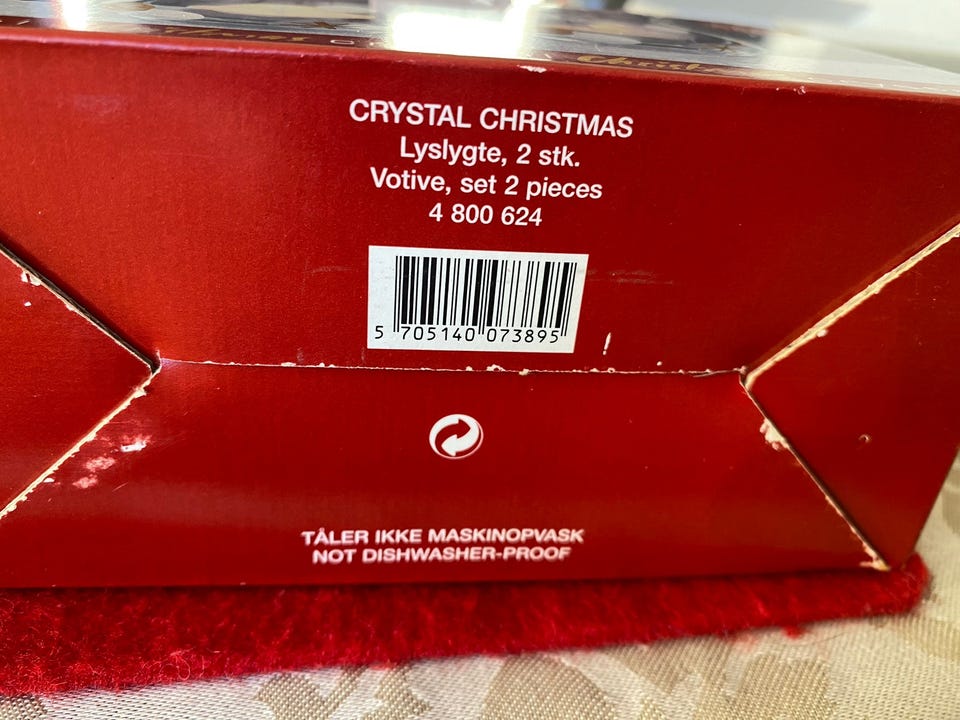 CRYSTAL CHRISTMAS
Lyslygte, 2 stk.
Votive, set 2 pieces
4 800 624
5 705140 073895
TÅLER IKKE MASKINOPVASK
NOT DISHWASHER-PROOF